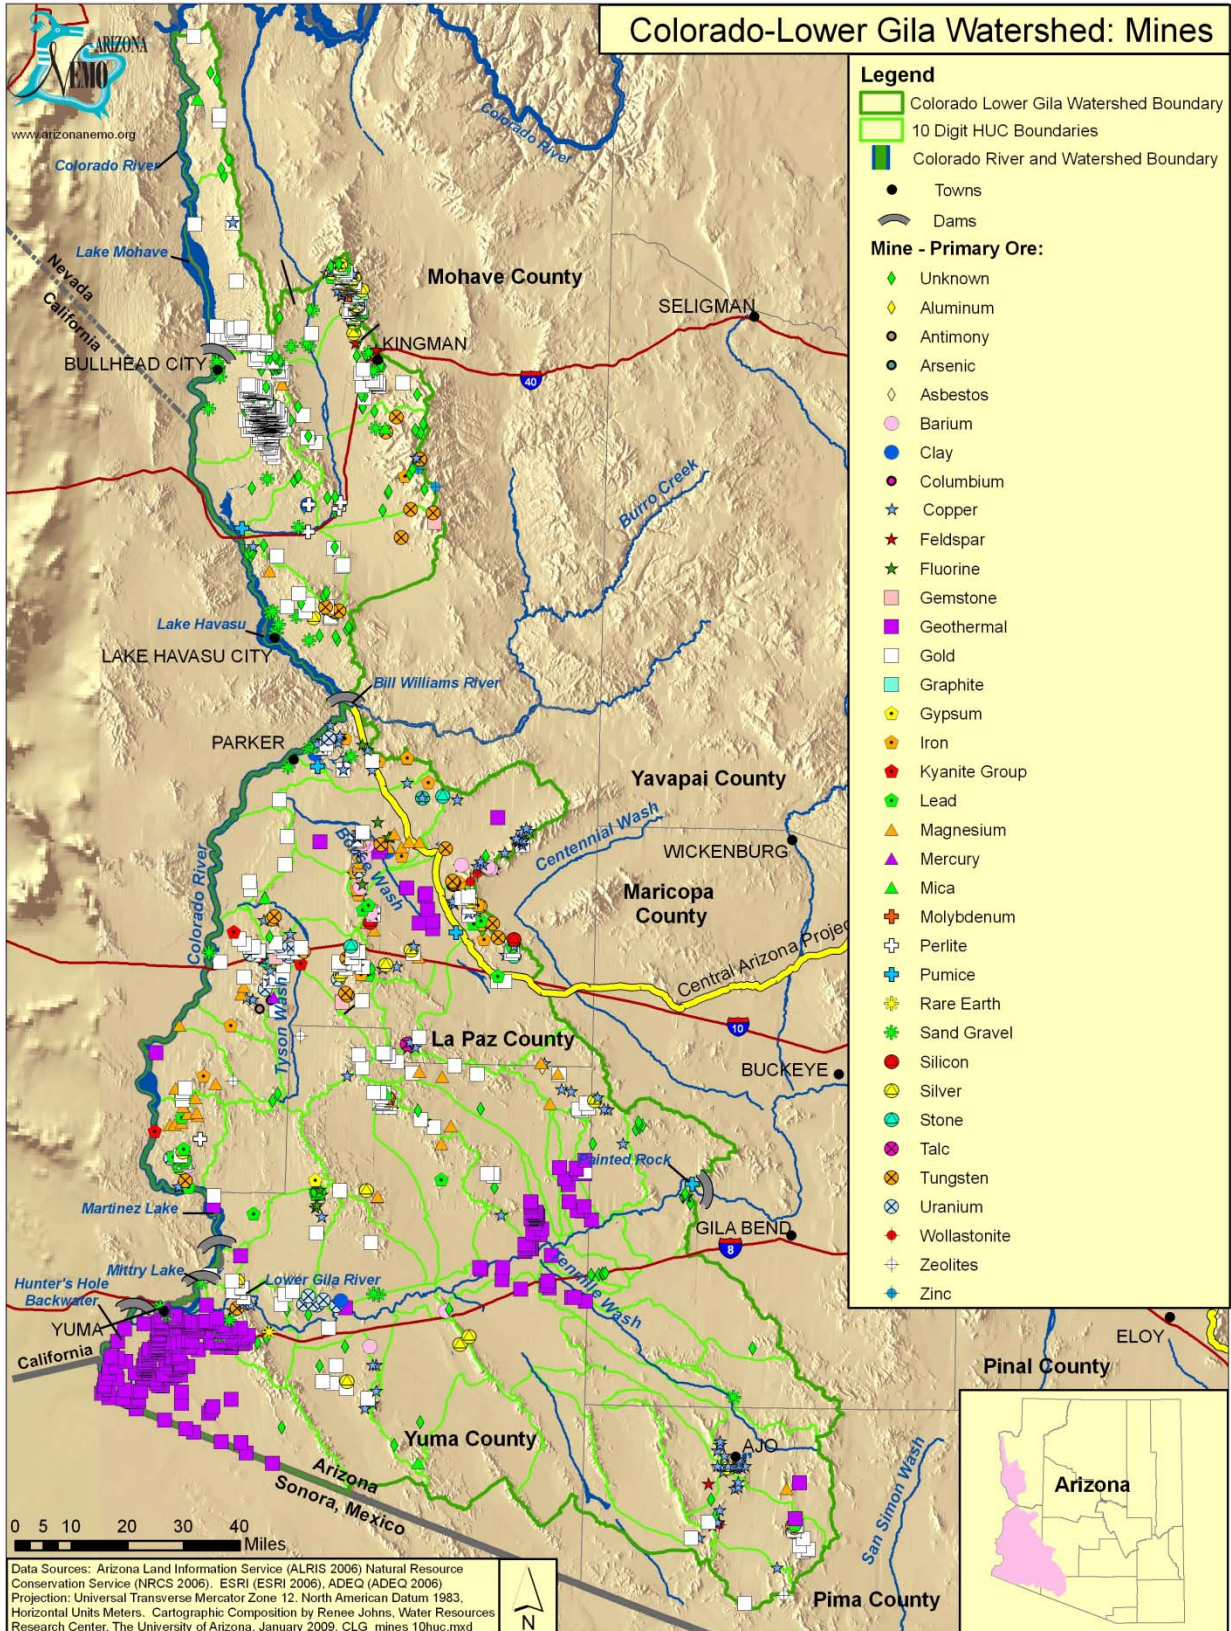 Colorado-Lower Gila Watershed: Mines
ARIZONA
NEMO
www.arizonanemo.org
Legend
Colorado Lower Gila Watershed Boundary
10 Digit HUC Boundaries
Colorado River and Watershed Boundary
Towns
Dams
Mine - Primary Ore:
Unknown
Aluminum
Antimony
Arsenic
Asbestos
Barium
Clay
Columbium
Copper
Feldspar
Fluorine
Gemstone
Geothermal
Gold
Graphite
Gypsum
Iron
Kyanite Group
Lead
Magnesium
Mercury
Mica
Molybdenum
Perlite
Pumice
Rare Earth
Sand Gravel
Silicon
Silver
Stone
Talc
Tungsten
Uranium
Wollastonite
Zeolites
Zinc
Colorado River
Colorado River
Lake Mohave
Nevada
California
Mohave County
SELIGMAN
KINGMAN
BULLHEAD CITY
40
Burro Creek
Lake Havasu
LAKE HAVASU CITY
Bill Williams River
PARKER
Yavapai County
Bouse Wash
Centennial Wash
WICKENBURG
Maricopa
County
Colorado River
Central Arizona Projec
Tyson Wash
La Paz County
10
BUCKEYE
Painted Rock
Martinez Lake
GILA BEND
8
Mittry Lake
Hunter's Hole
Backwater
Lower Gila River
Tenmile Wash
YUMA
California
ELOY
Pinal County
Yuma County
AJO
Arizona
Sonora, Mexico
San Simon Wash
Pima County
Arizona
0 5 10 20 30 40
Miles
Data Sources: Arizona Land Information Service (ALRIS 2006) Natural Resource
Conservation Service (NRCS 2006). ESRI (ESRI 2006), ADEQ (ADEQ 2006)
Projection: Universal Transverse Mercator Zone 12. North American Datum 1983,
Horizontal Units Meters. Cartographic Composition by Renee Johns, Water Resources
Research Center, The University of Arizona, January 2009. CLG_mines_10huc.mxd
N